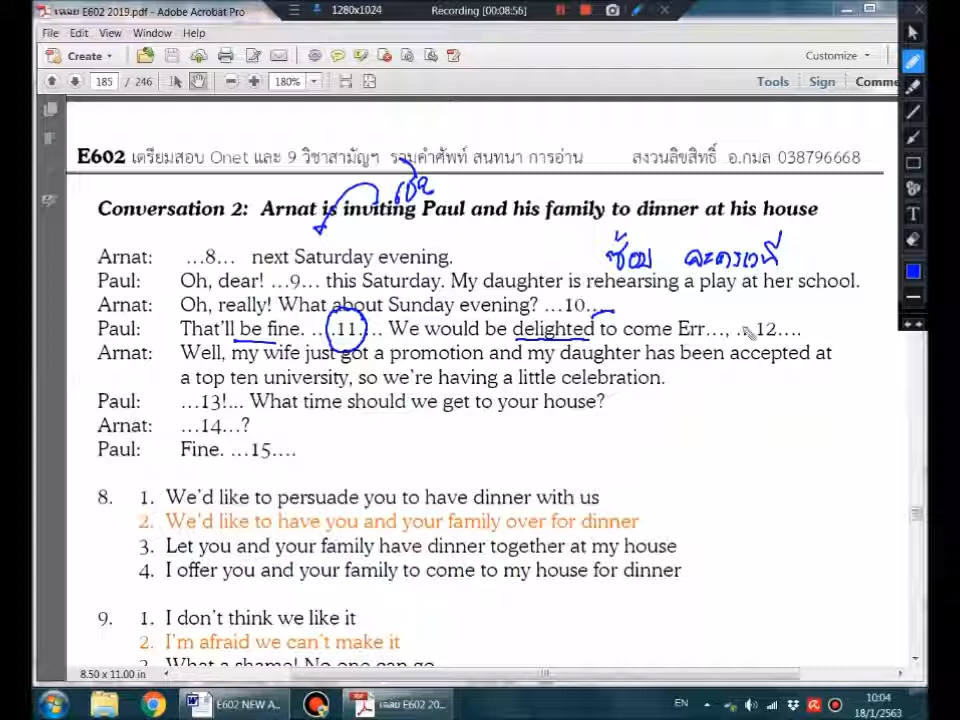 เฉลย E602 2019.pdf - Adobe Acrobat Pro
1280x1024
Recording [00:08:56]
File Edit View Window Help
Create
Customize
185 / 246
180%
Tools Sign Comme
E602 เตรียมสอบ Onet และ 9 วิชาสามัญฯ รวมคำศัพท์ สนทนา การอ่าน สงวนลิขสิทธิ์ อ.กมล 038796668
Conversation 2: Arnat is inviting Paul and his family to dinner at his house
Arnat: ...8... next Saturday evening.
ซ้อม ละครเวที
Paul: Oh, dear! ...9... this Saturday. My daughter is rehearsing a play at her school.
Arnat: Oh, really! What about Sunday evening? ...10....
Paul: That'll be fine. ...11... We would be delighted to come Err..., ...12....
Arnat: Well, my wife just got a promotion and my daughter has been accepted at
a top ten university, so we're having a little celebration.
Paul: ...13!... What time should we get to your house?
Arnat: ...14...?
Paul: Fine. ...15....
8. 1. We'd like to persuade you to have dinner with us
2. We'd like to have you and your family over for dinner
3. Let you and your family have dinner together at my house
4. I offer you and your family to come to my house for dinner
9. 1. I don't think we like it
2. I'm afraid we can't make it
3. What a shame! No one can go
8.50 x 11.00 in
E602 NEW A...
เฉลย E602 20...
EN
10:04
18/1/2563